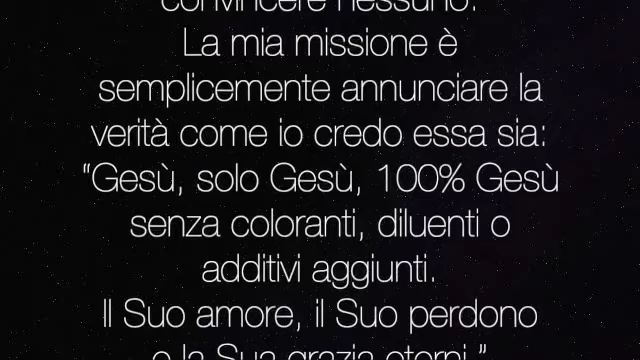 convincere nessuno.
La mia missione è
semplicemente annunciare la
verità come io credo essa sia:
“Gesù, solo Gesù, 100% Gesù
senza coloranti, diluenti o
additivi aggiunti.
Il Suo amore, il Suo perdono
e la Sua grazia eterni.”